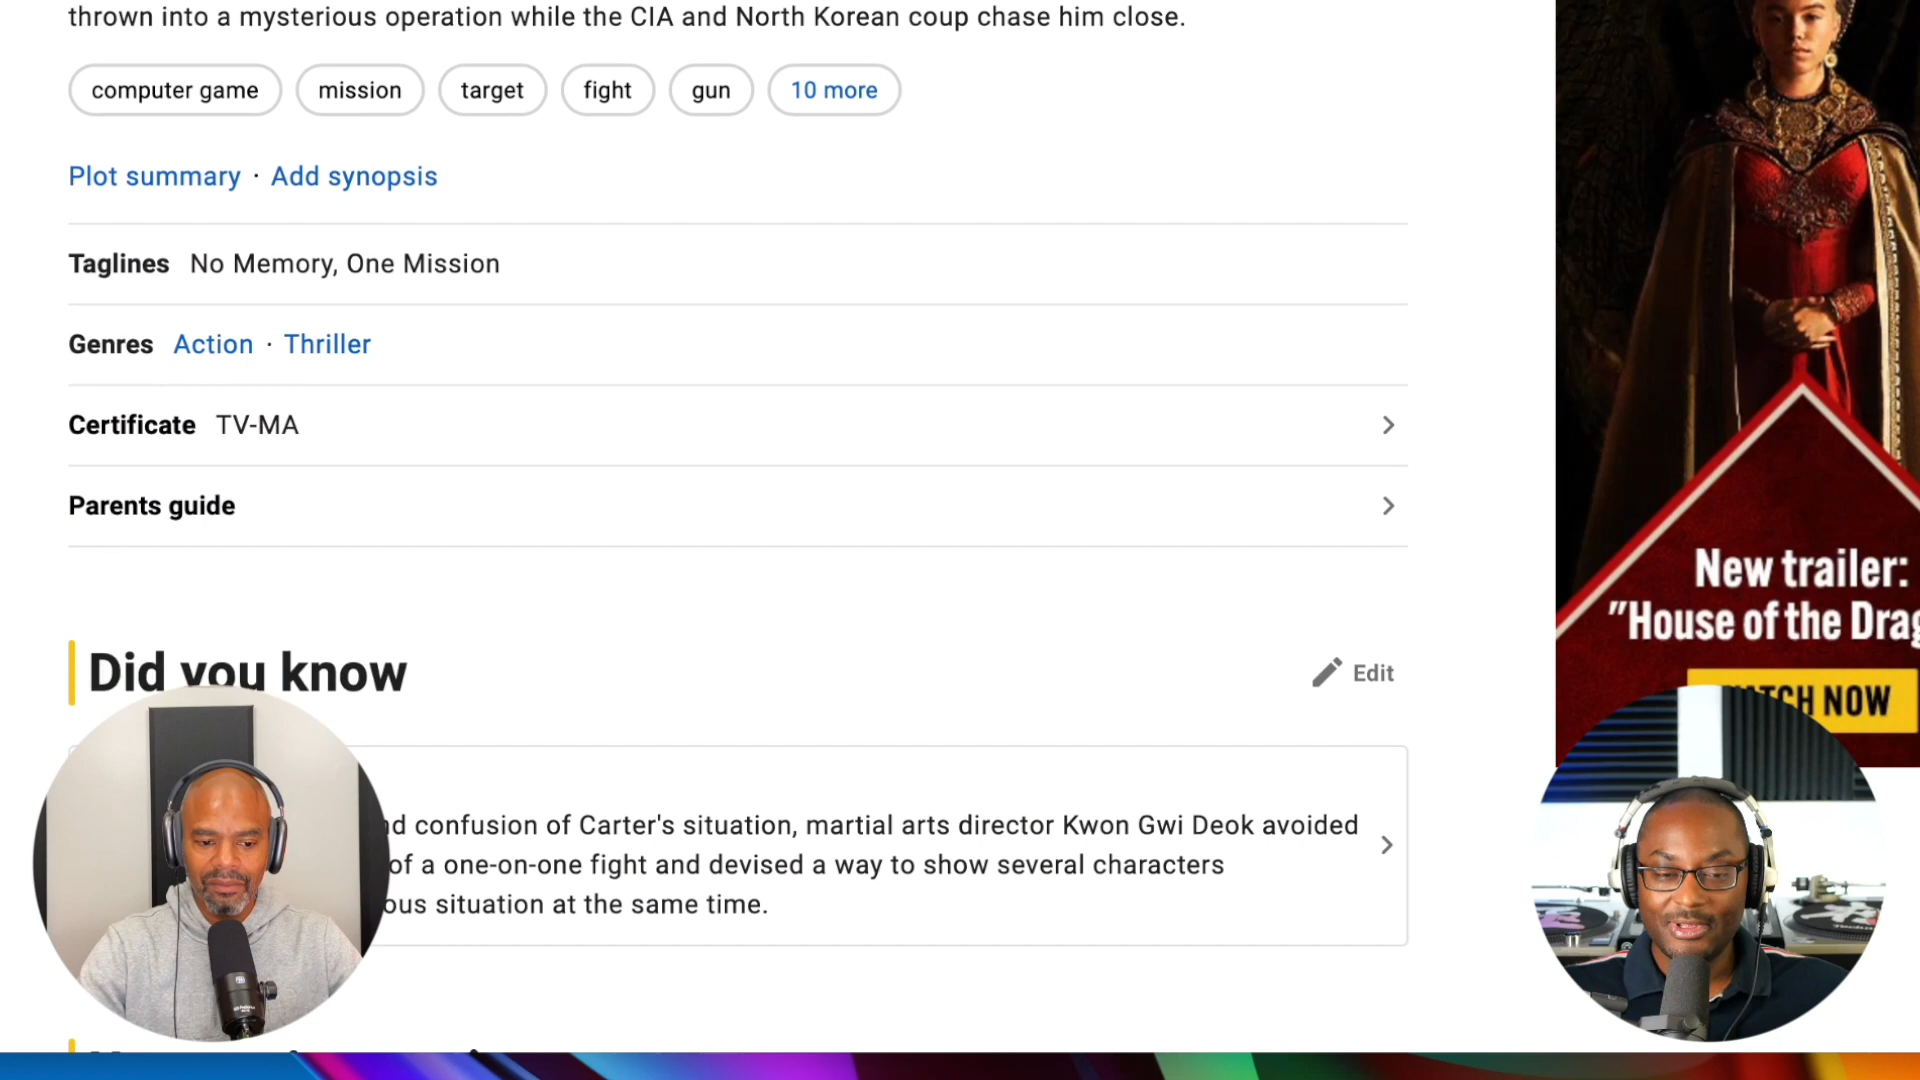 thrown into a mysterious operation while the CIA and North Korean coup chase him close.
computer game
mission
target
fight
gun
10 more
Plot summary · Add synopsis
Taglines No Memory, One Mission
Genres Action · Thriller
Certificate TV-MA
Parents guide
Did you know
Edit
confusion of Carter's situation, martial arts director Kwon Gwi Deok avoided
of a one-on-one fight and devised a way to show several characters
situation at the same time.
New trailer:
"House of the
NOW